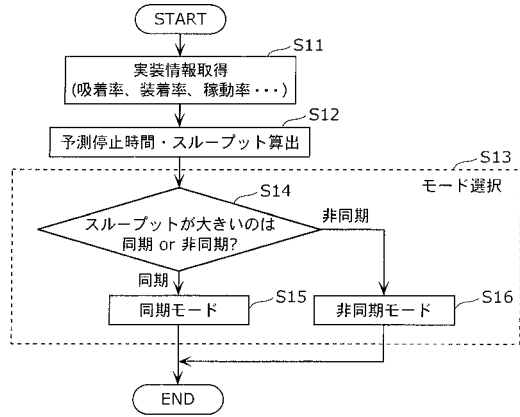 START
S11
実装情報取得
(吸着率、装着率、稼動率・・・)
S12
予測停止時間・スループット算出
S13
モード選択
S14
スループットが大きいのは
同期 or 非同期?
非同期
同期
S15
同期モード
S16
非同期モード
END